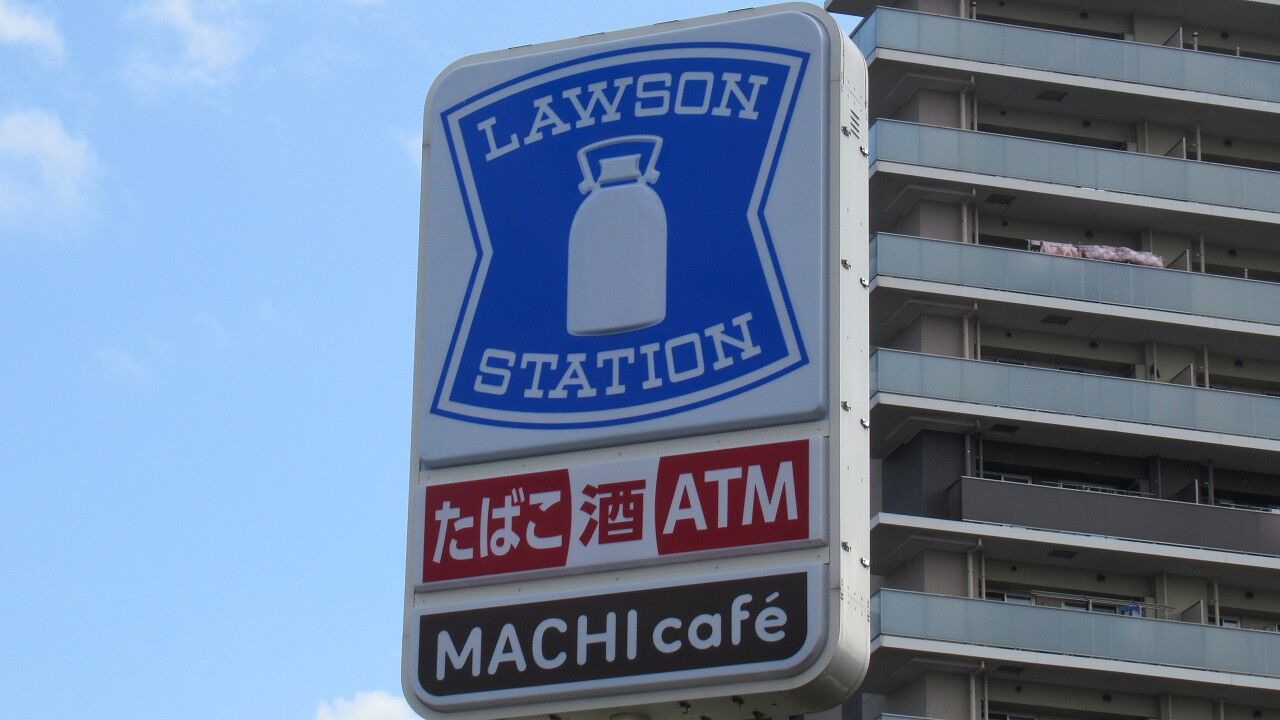 LAWSON
STATION
たばこ 酒 ATM
MACHI café